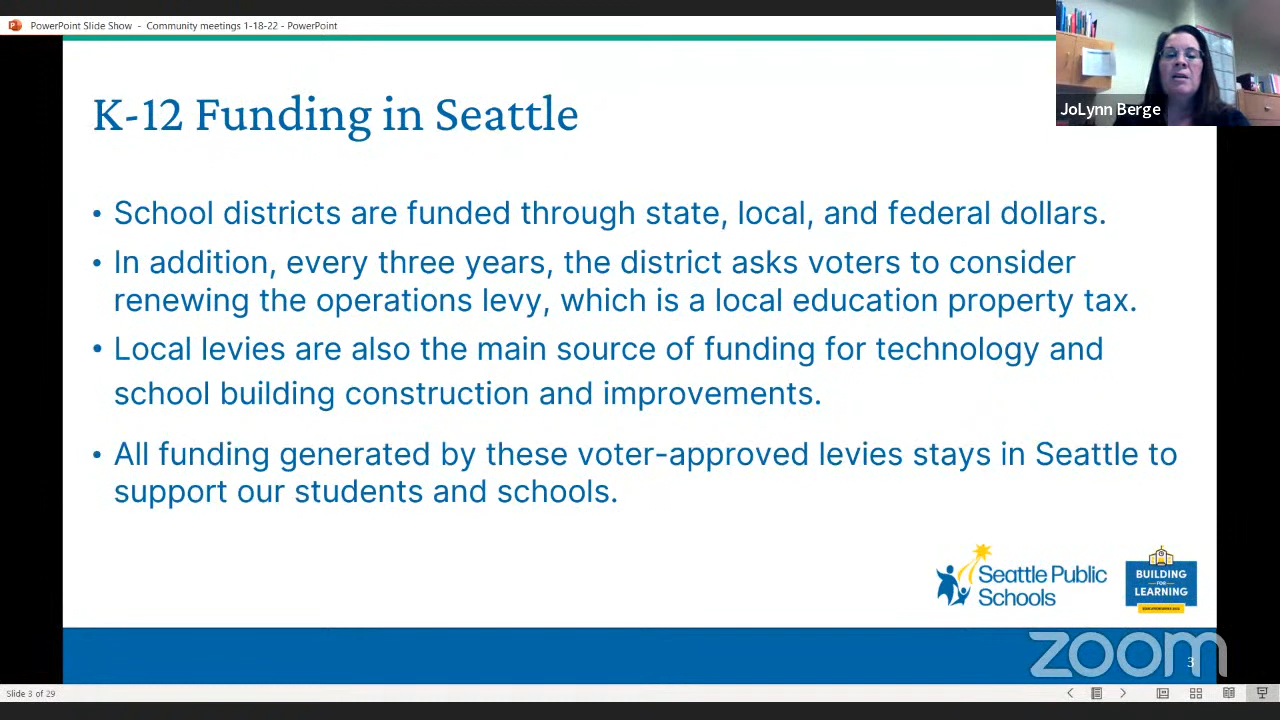 PowerPoint Slide Show - Community meetings 1-18-22 - PowerPoint
JoLynn Berge
K-12 Funding in Seattle
• School districts are funded through state, local, and federal dollars.
• In addition, every three years, the district asks voters to consider
renewing the operations levy, which is a local education property tax.
• Local levies are also the main source of funding for technology and
school building construction and improvements.
• All funding generated by these voter-approved levies stays in Seattle to
support our students and schools.
Seattle Public
Schools
BUILDING
FOR
LEARNING
zoom
3
Slide 3 of 29